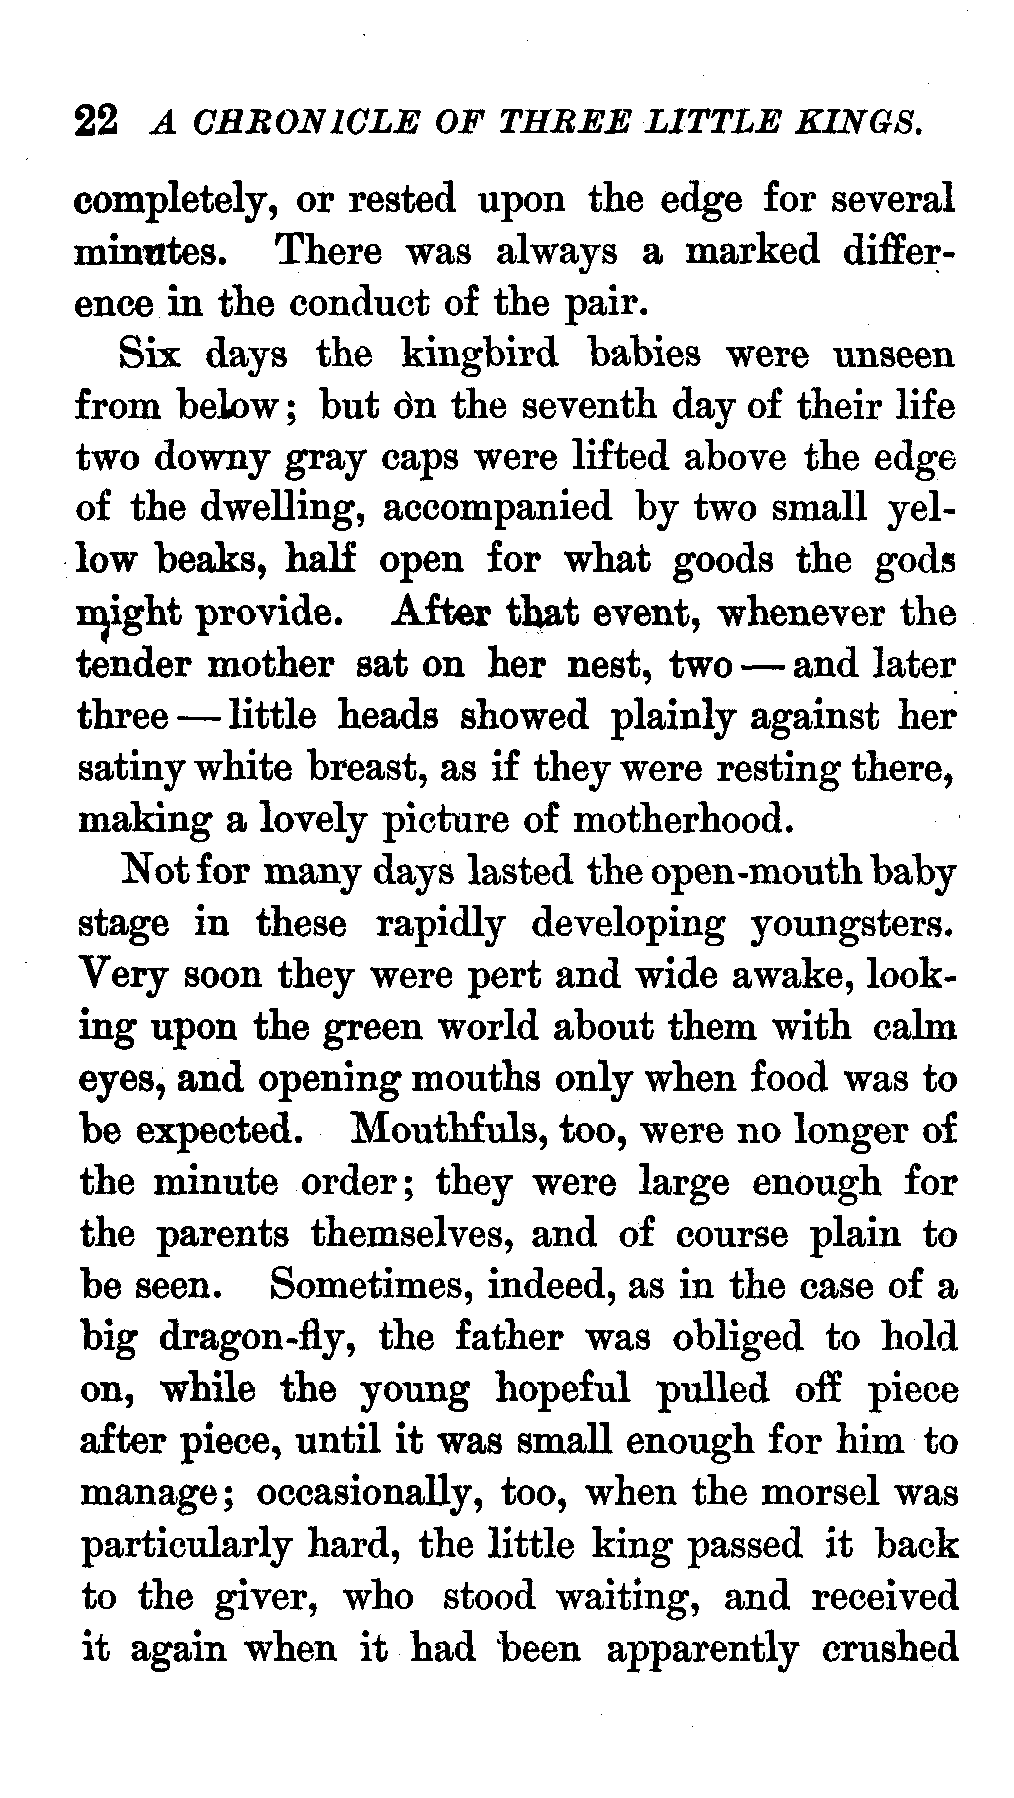 22 A CHRONICLE OF THREE LITTLE KINGS.
completely, or rested upon the edge for several
minutes. There was always a marked differ-
ence in the conduct of the pair.
Six days the kingbird babies were unseen
from below; but on the seventh day of their life
two downy gray caps were lifted above the edge
of the dwelling, accompanied by two small yel-
low beaks, half open for what goods the gods
might provide. After that event, whenever the
tender mother sat on her nest, two — and later
three — little heads showed plainly against her
satiny white breast, as if they were resting there,
making a lovely picture of motherhood.
Not for many days lasted the open-mouth baby
stage in these rapidly developing youngsters.
Very soon they were pert and wide awake, look-
ing upon the green world about them with calm
eyes, and opening mouths only when food was to
be expected. Mouthfuls, too, were no longer of
the minute order; they were large enough for
the parents themselves, and of course plain to
be seen. Sometimes, indeed, as in the case of a
big dragon-fly, the father was obliged to hold
on, while the young hopeful pulled off piece
after piece, until it was small enough for him to
manage; occasionally, too, when the morsel was
particularly hard, the little king passed it back
to the giver, who stood waiting, and received
it again when it had been apparently crushed